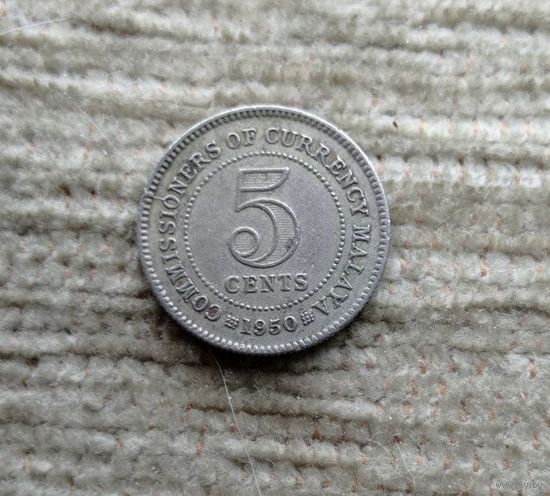 COMMISSIONERS OF CURRENCY MALAYA
5
CENTS
1950